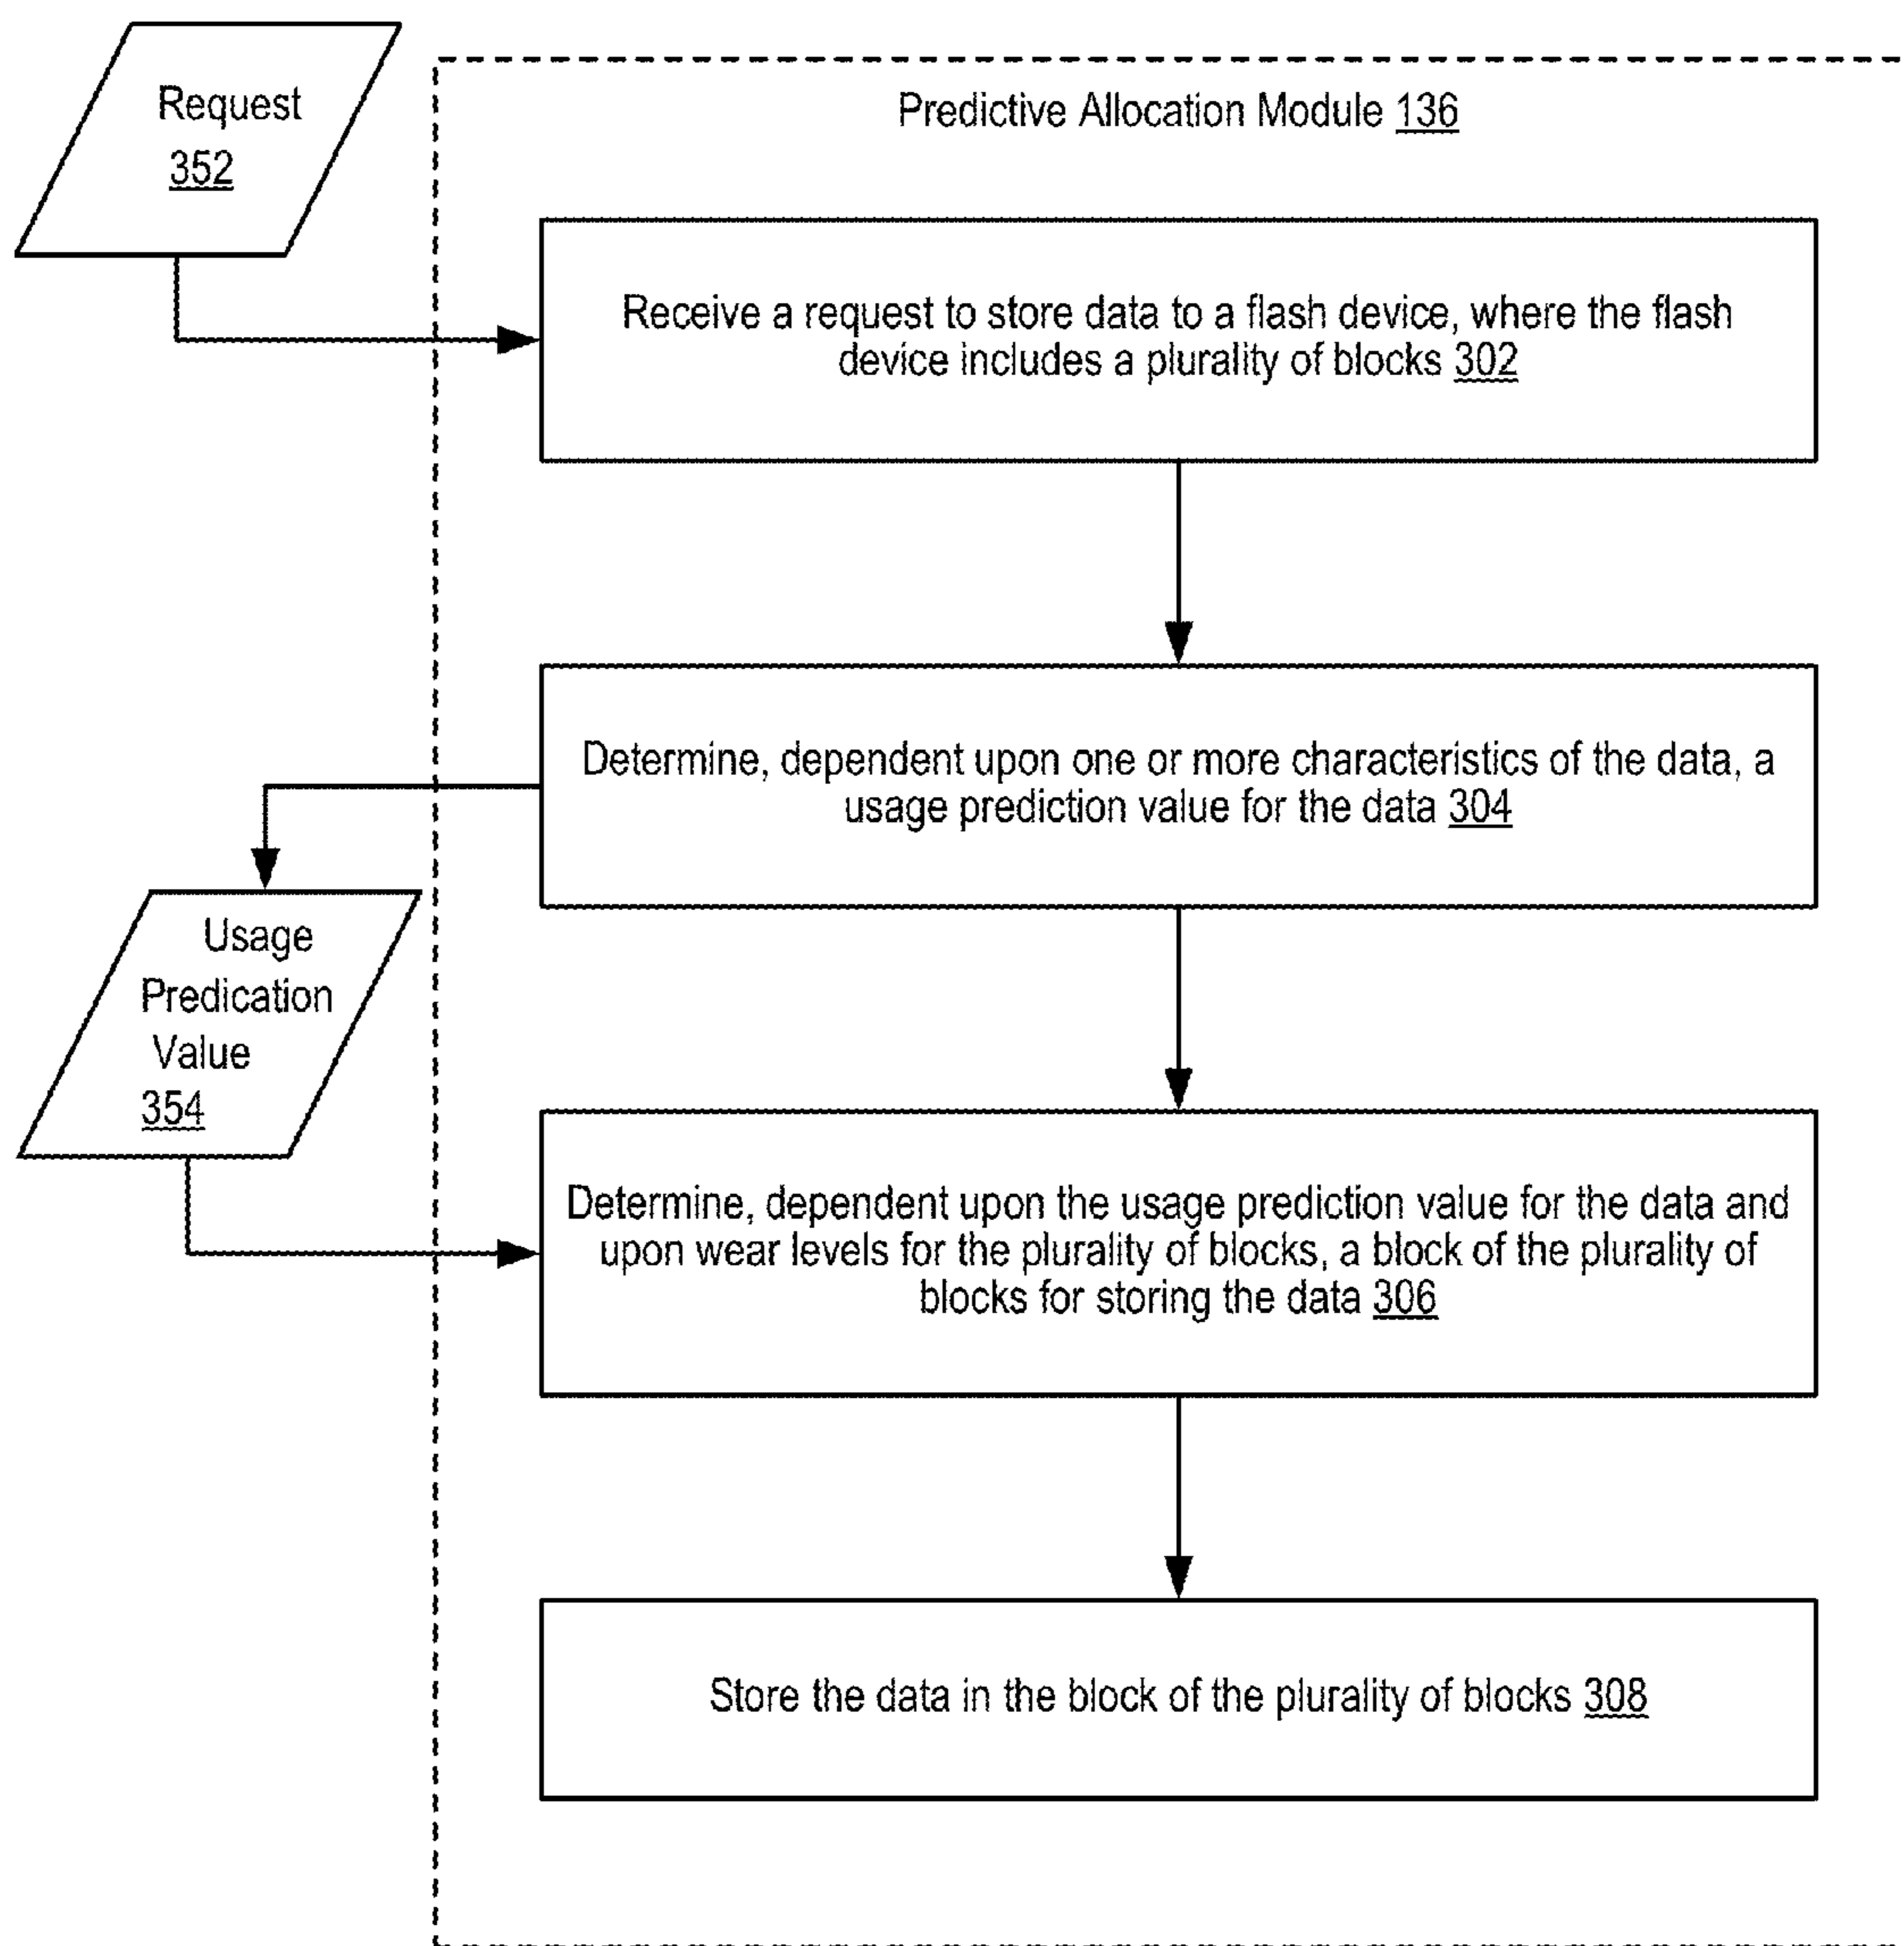 Request
352
Predictive Allocation Module 136
Receive a request to store data to a flash device, where the flash
device includes a plurality of blocks 302
Determine, dependent upon one or more characteristics of the data, a
usage prediction value for the data 304
Usage
Predication
Value
354
Determine, dependent upon the usage prediction value for the data and
upon wear levels for the plurality of blocks, a block of the plurality of
blocks for storing the data 306
Store the data in the block of the plurality of blocks 308